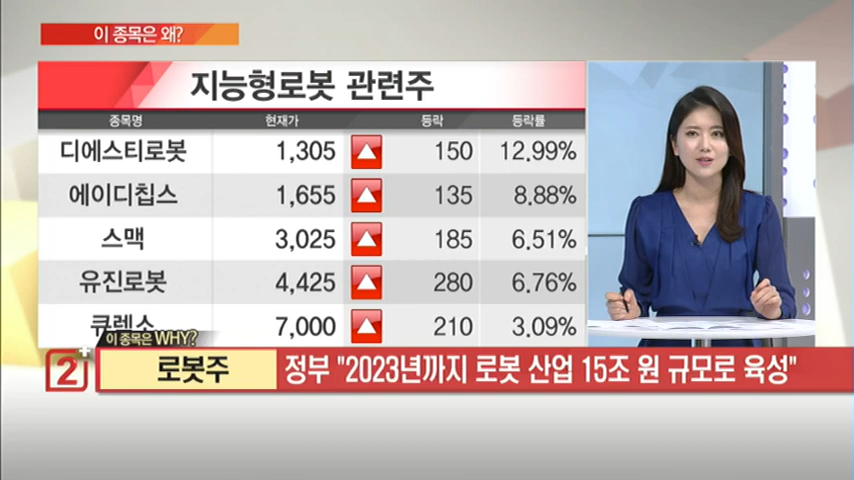 이 종목은 왜?
지능형로봇 관련주
종목명 현재가 등락 등락률
디에스티로봇 1,305 150 12.99%
에이디칩스 1,655 135 8.88%
스맥 3,025 185 6.51%
유진로봇 4,425 280 6.76%
큐렉소 7,000 210 3.09%
이 종목은 WHY?
2+ 로봇주 정부 "2023년까지 로봇 산업 15조 원 규모로 육성"